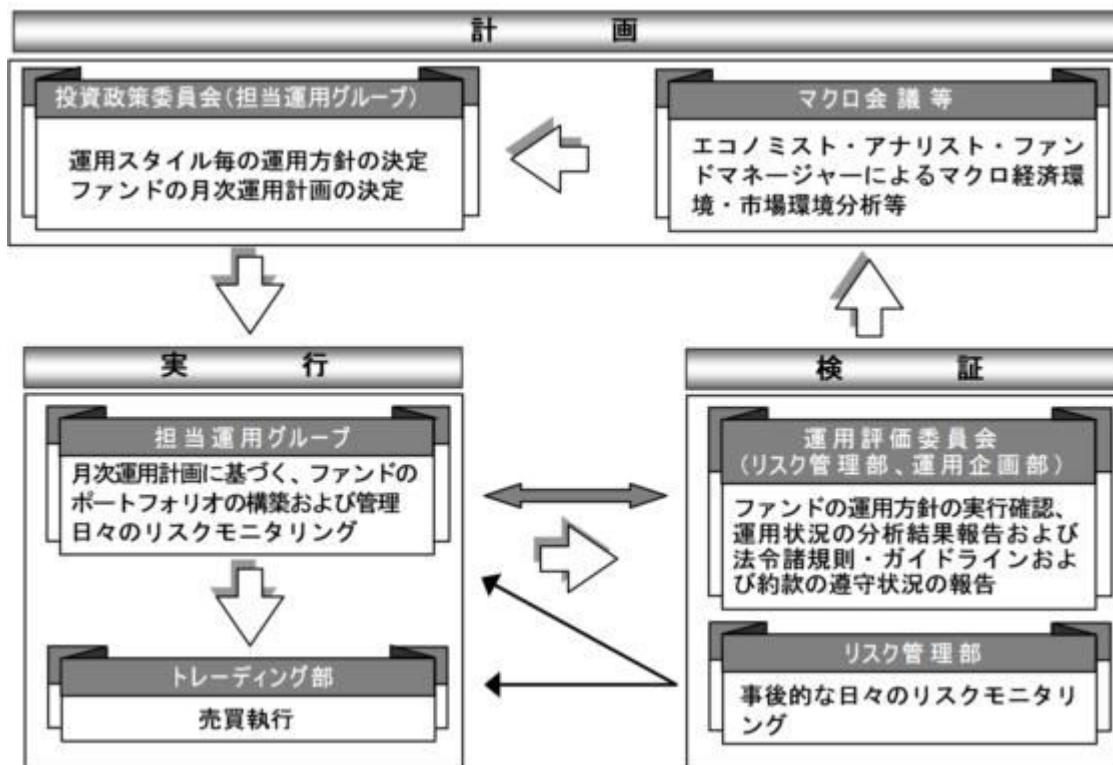 計画
投資政策委員会(担当運用グループ)
運用スタイル毎の運用方針の決定
ファンドの月次運用計画の決定
マクロ会議等
エコノミスト・アナリスト・ファン
ドマネージャーによるマクロ経済環
境・市場環境分析等
実行
担当運用グループ
月次運用計画に基づく、ファンドの
ポートフォリオの構築および管理
日々のリスクモニタリング
トレーディング部
売買執行
検証
運用評価委員会
(リスク管理部、運用企画部)
ファンドの運用方針の実行確認、
運用状況の分析結果報告および
法令諸規則・ガイドラインおよ
び約款の遵守状況の報告
リスク管理部
事後的な日々のリスクモニタリ
ング